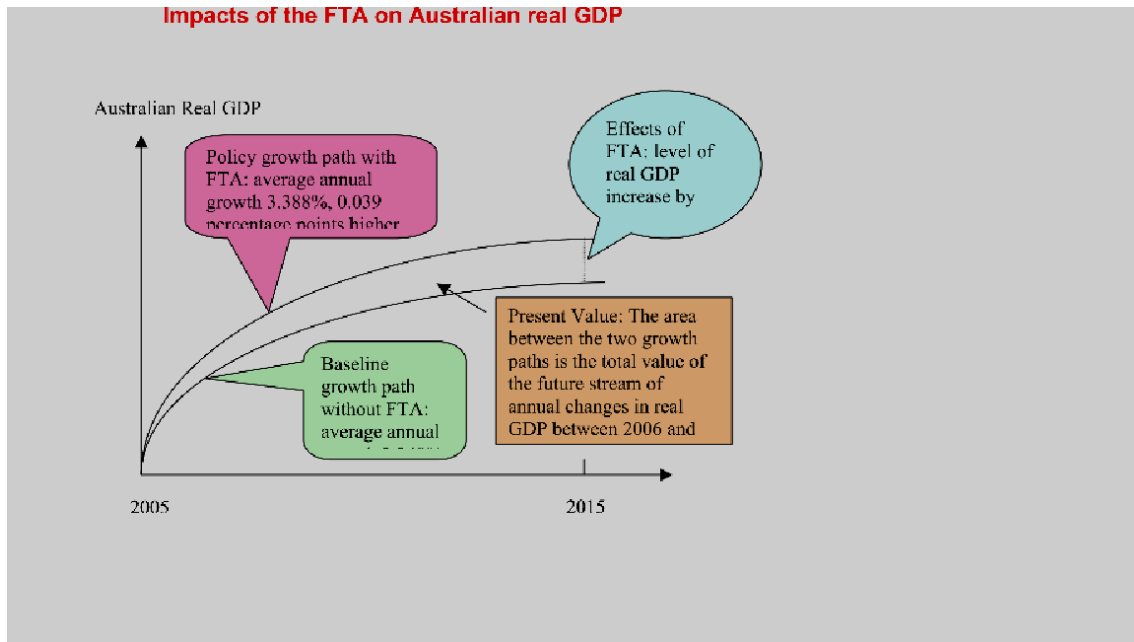 Impacts of the FTA on Australian real GDP
Australian Real GDP
Policy growth path with
FTA: average annual
growth 3.388%, 0.039
percentage points higher
Effects of
FTA: level of
real GDP
increase by
Present Value: The area
between the two growth
paths is the total value of
the future stream of
annual changes in real
GDP between 2006 and
Baseline
growth path
without FTA:
average annual
2005
2015